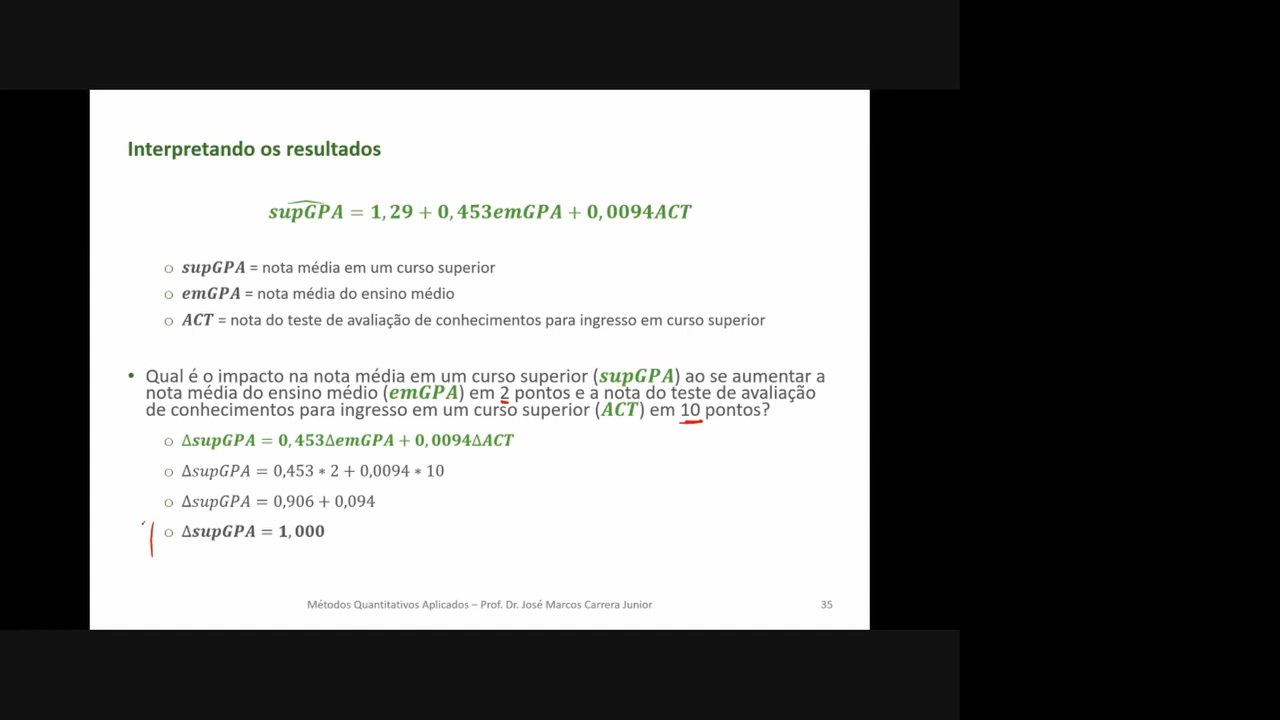 Interpretando os resultados
supGPA = 1,29 + 0,453emGPA + 0,0094ACT
supGPA = nota média em um curso superior
emGPA = nota média do ensino médio
ACT = nota do teste de avaliação de conhecimentos para ingresso em curso superior
• Qual é o impacto na nota média em um curso superior (supGPA) ao se aumentar a
nota média do ensino médio (emGPA) em 2 pontos e a nota do teste de avaliação
de conhecimentos para ingresso em um curso superior (ACT) em 10 pontos?
ΔsupGPA = 0,453ΔemGPA + 0,0094ΔACT
ΔsupGPA = 0,453 ∗ 2 + 0,0094 ∗ 10
ΔsupGPA = 0,906 + 0,094
ΔsupGPA = 1,000
Métodos Quantitativos Aplicados – Prof. Dr. José Marcos Carrera Junior
35